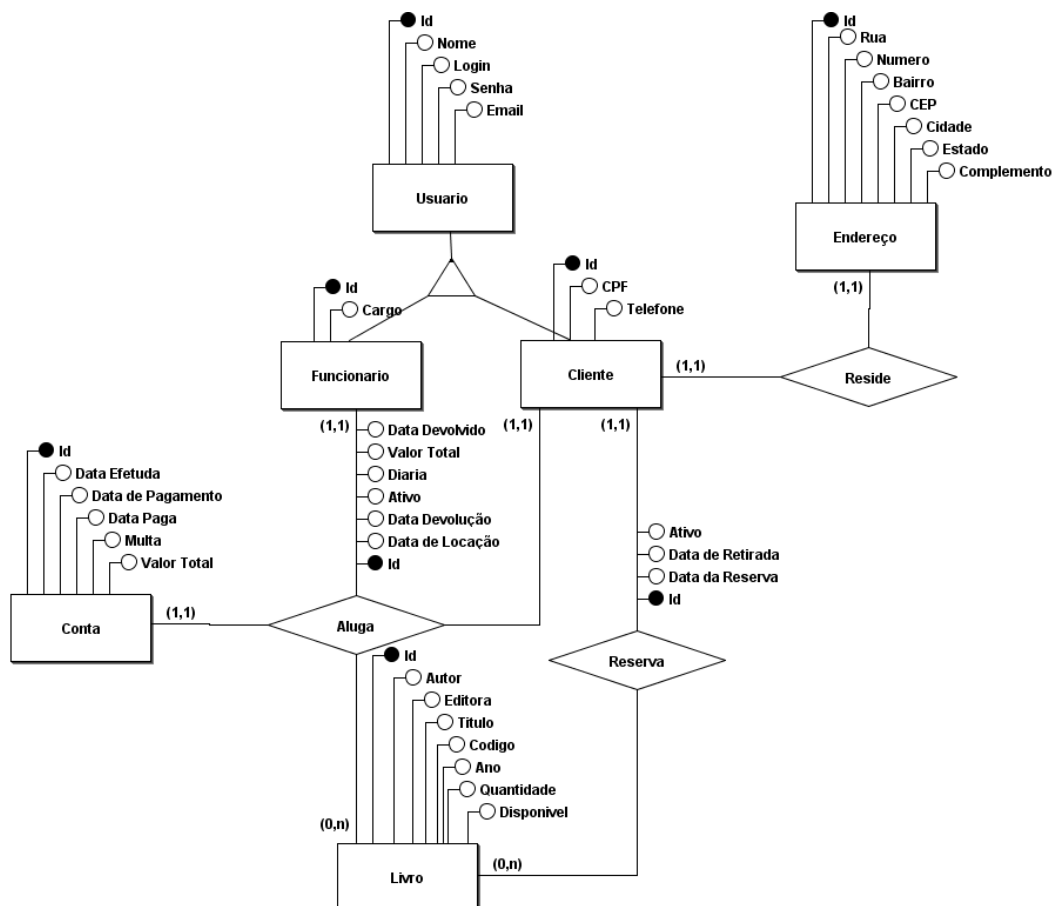 Id
Nome
Login
Senha
Email
Usuario
Id
Rua
Numero
Bairro
CEP
Cidade
Estado
Complemento
Endereço
(1,1)
Id
Cargo
Funcionario
(1,1)
Id
CPF
Telefone
Cliente
(1,1)
(1,1)
(1,1)
Reside
Data Devolvido
Valor Total
Diaria
Ativo
Data Devolução
Data de Locação
Id
Id
Data Efetuda
Data de Pagamento
Data Paga
Multa
Valor Total
Conta
(1,1)
Aluga
Ativo
Data de Retirada
Data da Reserva
Id
Reserva
Id
Autor
Editora
Titulo
Codigo
Ano
Quantidade
Disponivel
(0,n)
(0,n)
Livro